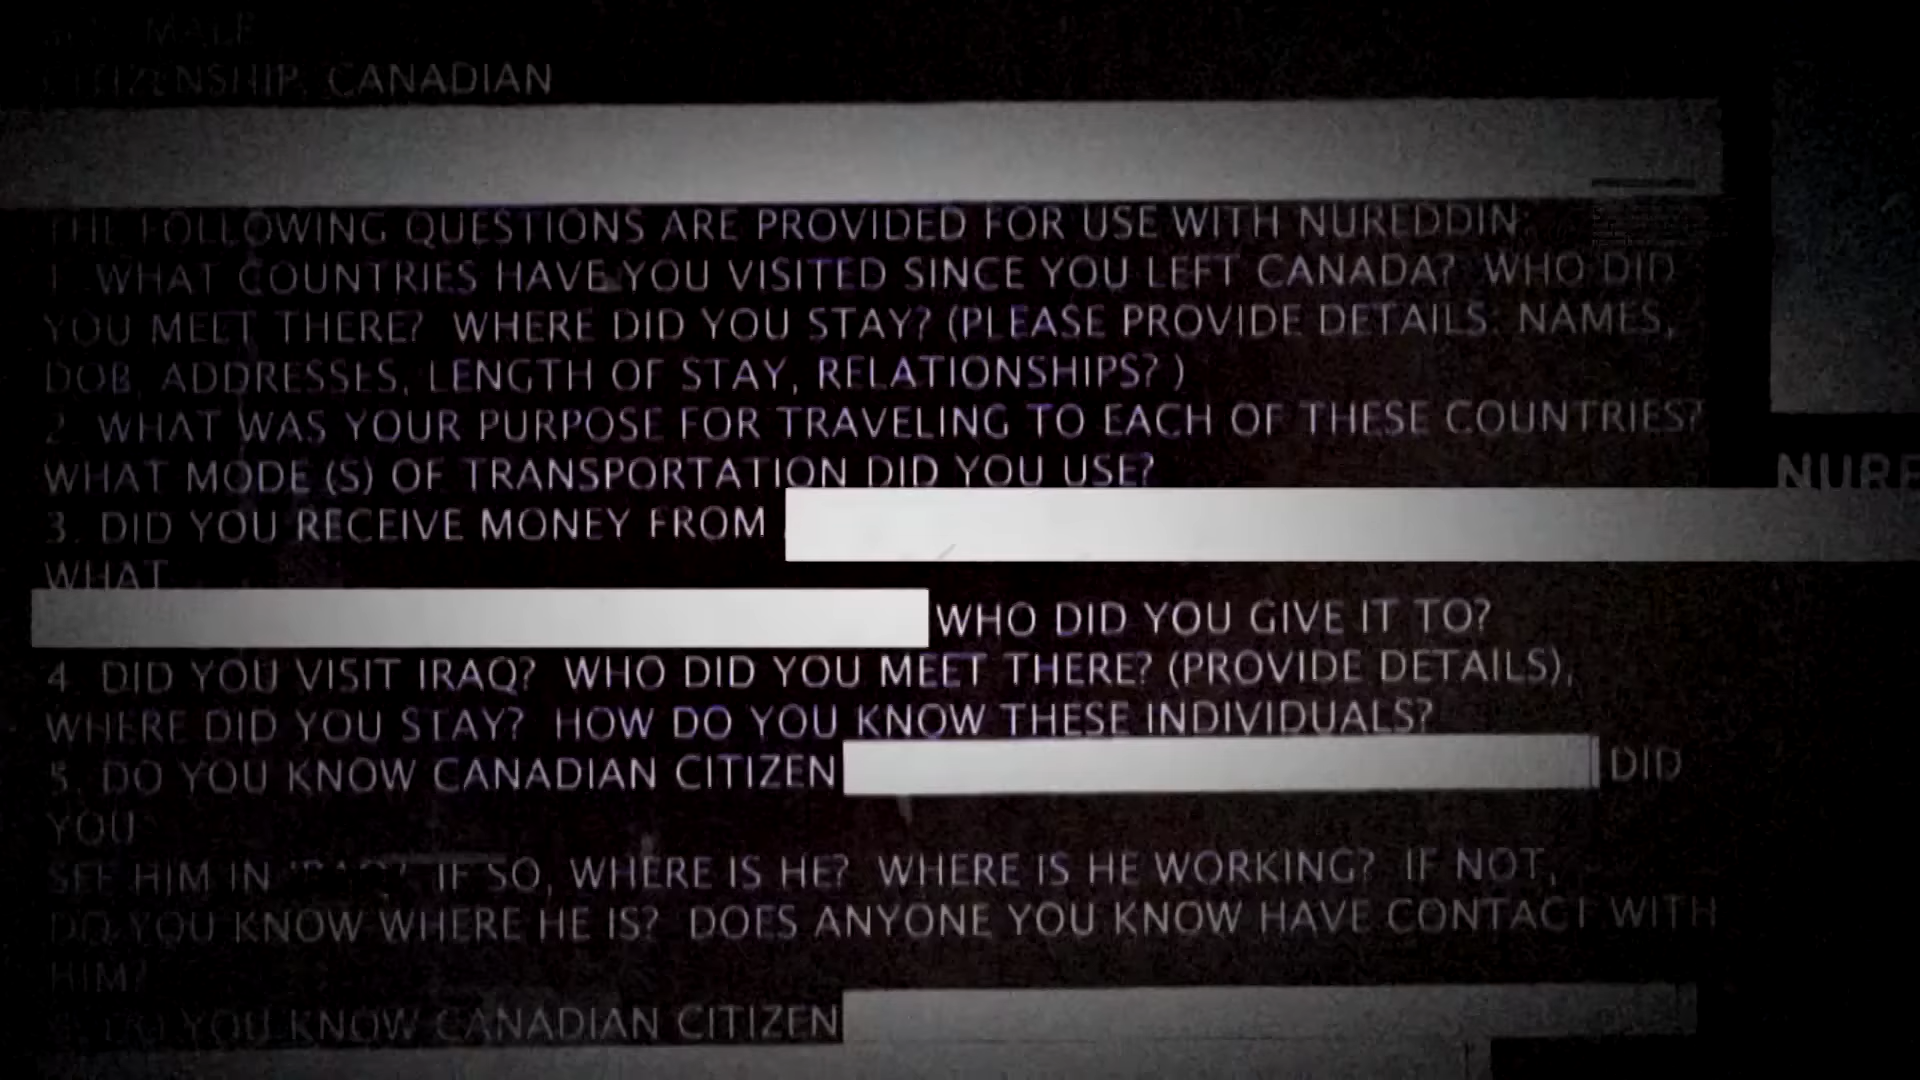 SEX: MALE
CITIZENSHIP: CANADIAN
THE FOLLOWING QUESTIONS ARE PROVIDED FOR USE WITH NUREDDIN:
1. WHAT COUNTRIES HAVE YOU VISITED SINCE YOU LEFT CANADA? WHO DID
YOU MEET THERE? WHERE DID YOU STAY? (PLEASE PROVIDE DETAILS: NAMES,
DOB, ADDRESSES, LENGTH OF STAY, RELATIONSHIPS? )
2. WHAT WAS YOUR PURPOSE FOR TRAVELING TO EACH OF THESE COUNTRIES?
WHAT MODE (S) OF TRANSPORTATION DID YOU USE?
NURE
3. DID YOU RECEIVE MONEY FROM
WHAT
WHO DID YOU GIVE IT TO?
4. DID YOU VISIT IRAQ? WHO DID YOU MEET THERE? (PROVIDE DETAILS),
WHERE DID YOU STAY? HOW DO YOU KNOW THESE INDIVIDUALS?
5. DO YOU KNOW CANADIAN CITIZEN DID
YOU
SEE HIM IN IRAQ? IF SO, WHERE IS HE? WHERE IS HE WORKING? IF NOT,
DO YOU KNOW WHERE HE IS? DOES ANYONE YOU KNOW HAVE CONTACT WITH
HIM?
DO YOU KNOW CANADIAN CITIZEN